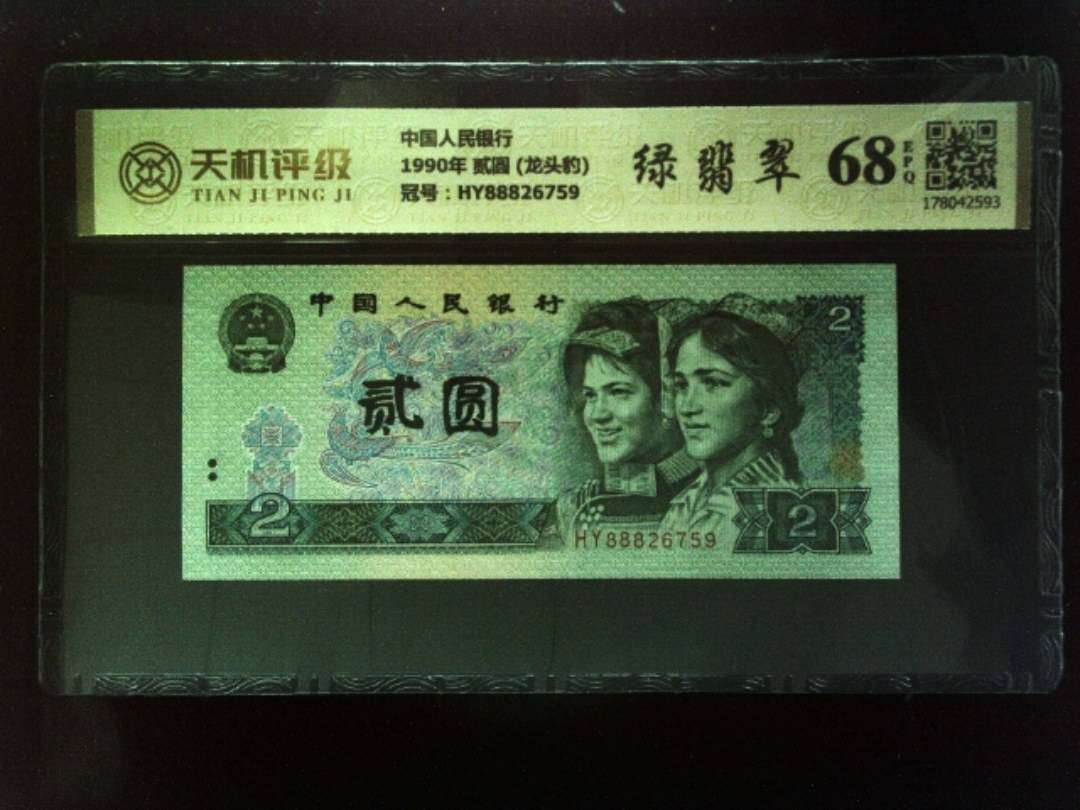 天机评级
TIAN JI PING JI
中国人民银行
1990年 贰圆 (龙头豹)
冠号：HY88826759
绿翡翠
68
EPQ
178042593
中国人民银行
2
贰圆
2
HY88826759
2